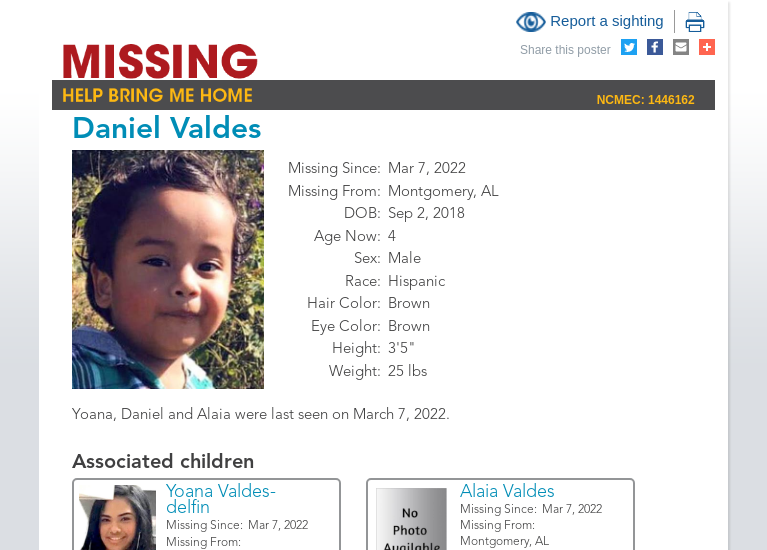 Report a sighting
Share this poster
MISSING
HELP BRING ME HOME
NCMEC: 1446162
Daniel Valdes
Missing Since: Mar 7, 2022
Missing From: Montgomery, AL
DOB: Sep 2, 2018
Age Now: 4
Sex: Male
Race: Hispanic
Hair Color: Brown
Eye Color: Brown
Height: 3'5"
Weight: 25 lbs
Yoana, Daniel and Alaia were last seen on March 7, 2022.
Associated children
Yoana Valdes-
delfin
Missing Since: Mar 7, 2022
Missing From:
No
Photo
Available
Alaia Valdes
Missing Since: Mar 7, 2022
Missing From:
Montgomery, AL